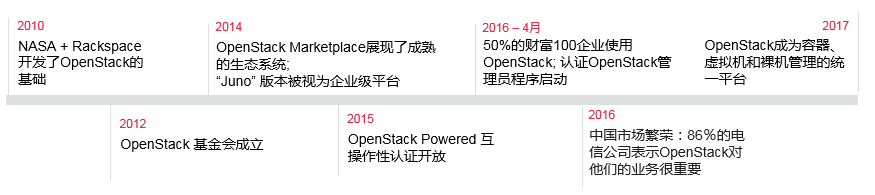 2010
NASA + Rackspace
开发了OpenStack的
基础
2014
OpenStack Marketplace展现了成熟
的生态系统;
“Juno” 版本被视为企业级平台
2016 – 4月
50%的财富100企业使用
OpenStack; 认证OpenStack管
理员程序启动
2017
OpenStack成为容器、
虚拟机和裸机管理的统
一平台
2012
OpenStack 基金会成立
2015
OpenStack Powered 互
操作性认证开放
2016
中国市场繁荣：86%的电
信公司表示OpenStack对
他们的业务很重要